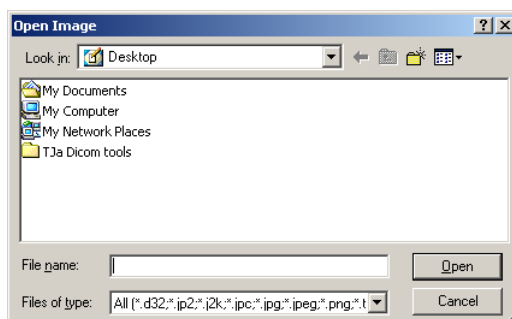 Open Image
Look in: Desktop
My Documents
My Computer
My Network Places
TJa Dicom tools
File name: Open
Files of type: All (*.d32;*.jp2;*.j2k;*.jpc;*.jpg;*.jpeg;*.png;*.t Cancel